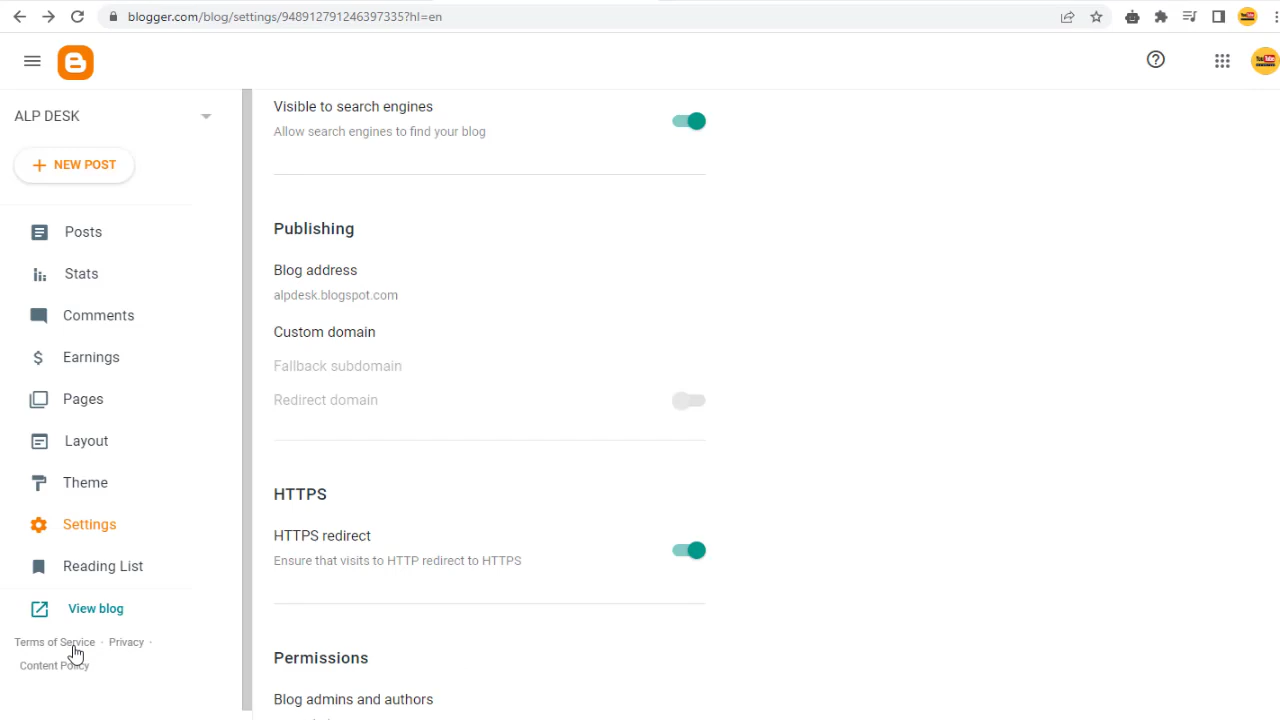 blogger.com/blog/settings/948912791246397335?hl=en
ALP DESK
NEW POST
Posts
Stats
Comments
Earnings
Pages
Layout
Theme
Settings
Reading List
View blog
Terms of Service · Privacy ·
Content Policy
Visible to search engines
Allow search engines to find your blog
Publishing
Blog address
alpdesk.blogspot.com
Custom domain
Fallback subdomain
Redirect domain
HTTPS
HTTPS redirect
Ensure that visits to HTTP redirect to HTTPS
Permissions
Blog admins and authors